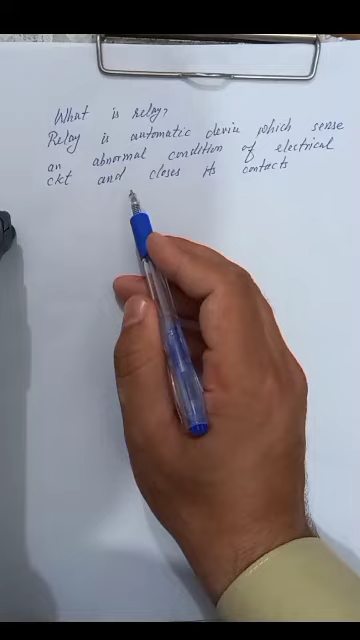 What is relay?
Relay is automatic device which sense
an abnormal condition of electrical
ckt and closes its contacts